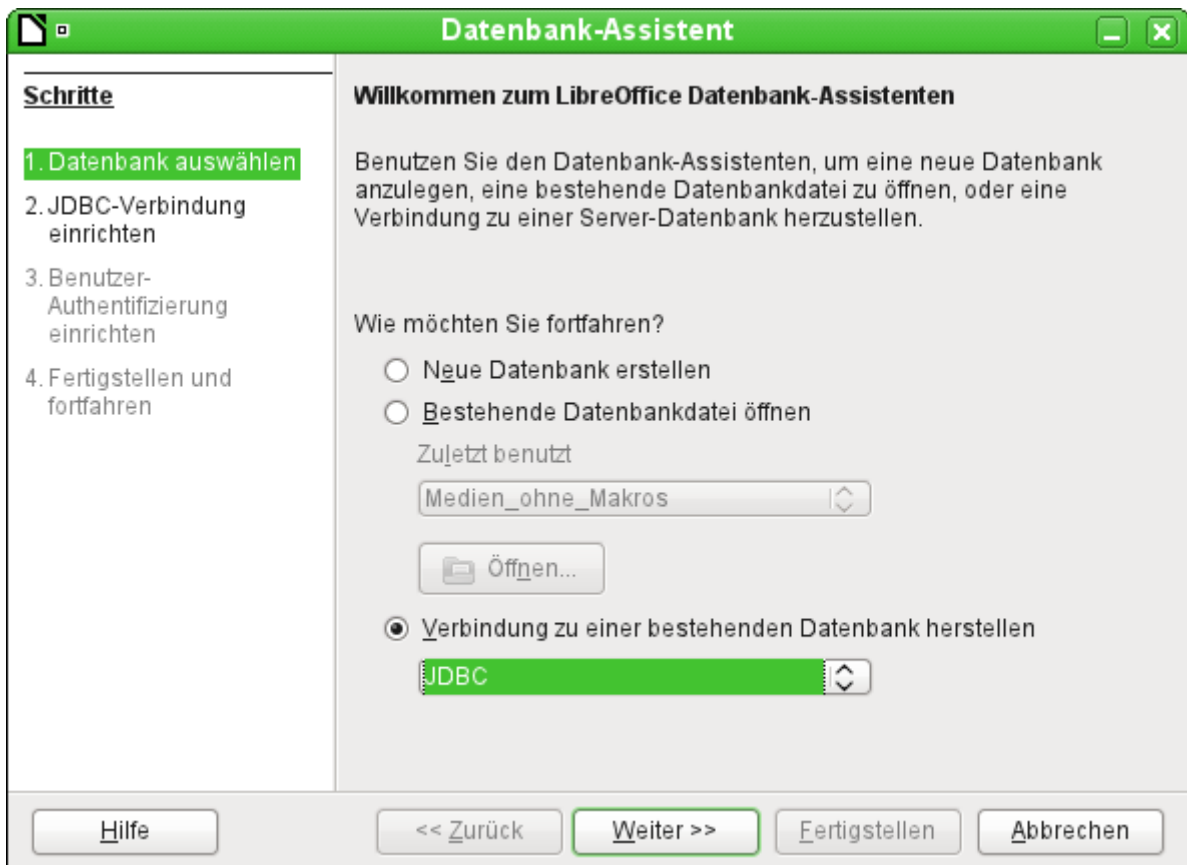 Datenbank-Assistent
Schritte
1. Datenbank auswählen
2. JDBC-Verbindung
einrichten
3. Benutzer-
Authentifizierung
einrichten
4. Fertigstellen und
fortfahren
Willkommen zum LibreOffice Datenbank-Assistenten
Benutzen Sie den Datenbank-Assistenten, um eine neue Datenbank
anzulegen, eine bestehende Datenbankdatei zu öffnen, oder eine
Verbindung zu einer Server-Datenbank herzustellen.
Wie möchten Sie fortfahren?
Neue Datenbank erstellen
Bestehende Datenbankdatei öffnen
Zuletzt benutzt
Medien_ohne_Makros
Öffnen...
Verbindung zu einer bestehenden Datenbank herstellen
JDBC
Hilfe
<< Zurück
Weiter >>
Fertigstellen
Abbrechen